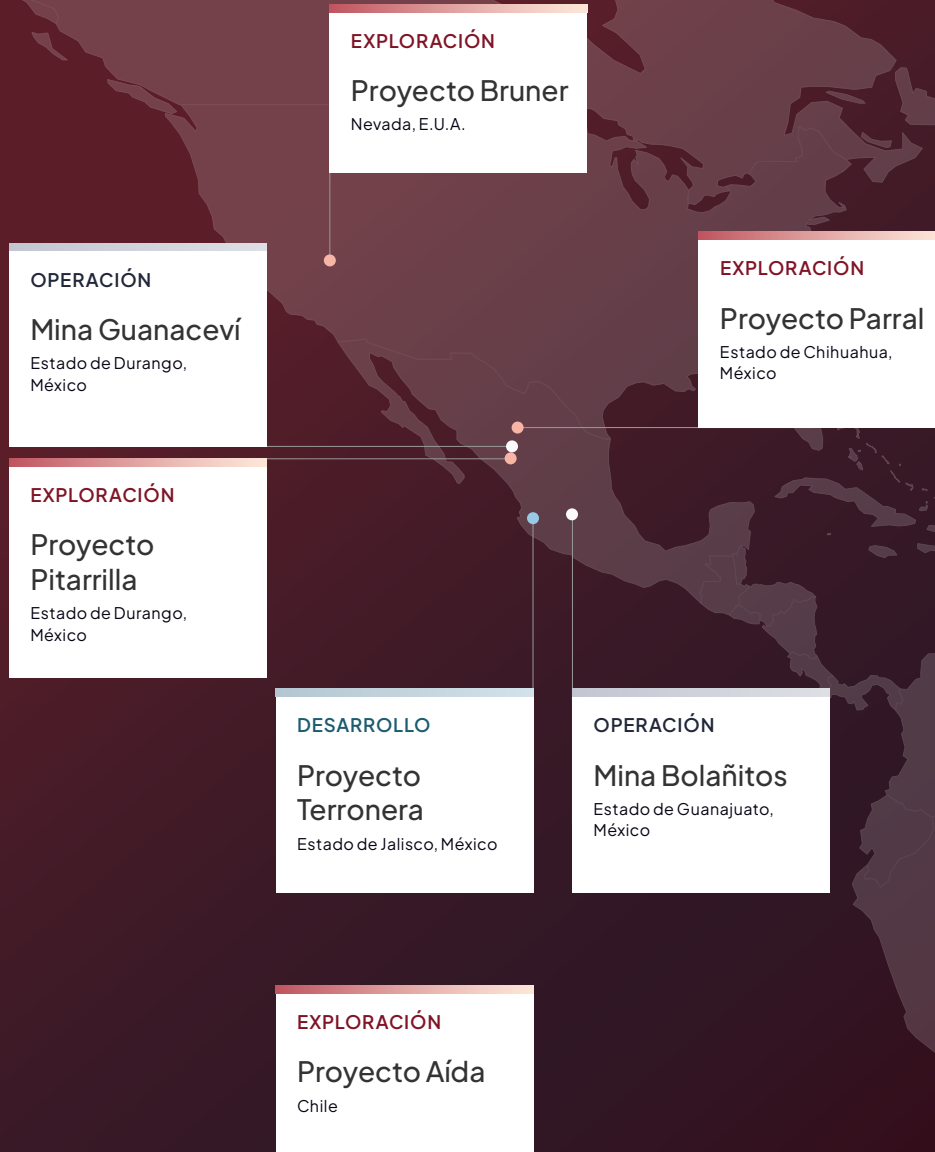 EXPLORACIÓN
Proyecto Bruner
Nevada, E.U.A.
OPERACIÓN
Mina Guanaceví
Estado de Durango,
México
EXPLORACIÓN
Proyecto Parral
Estado de Chihuahua,
México
EXPLORACIÓN
Proyecto
Pitarrilla
Estado de Durango,
México
DESARROLLO
Proyecto
Terronera
Estado de Jalisco, México
OPERACIÓN
Mina Bolañitos
Estado de Guanajuato,
México
EXPLORACIÓN
Proyecto Aída
Chile